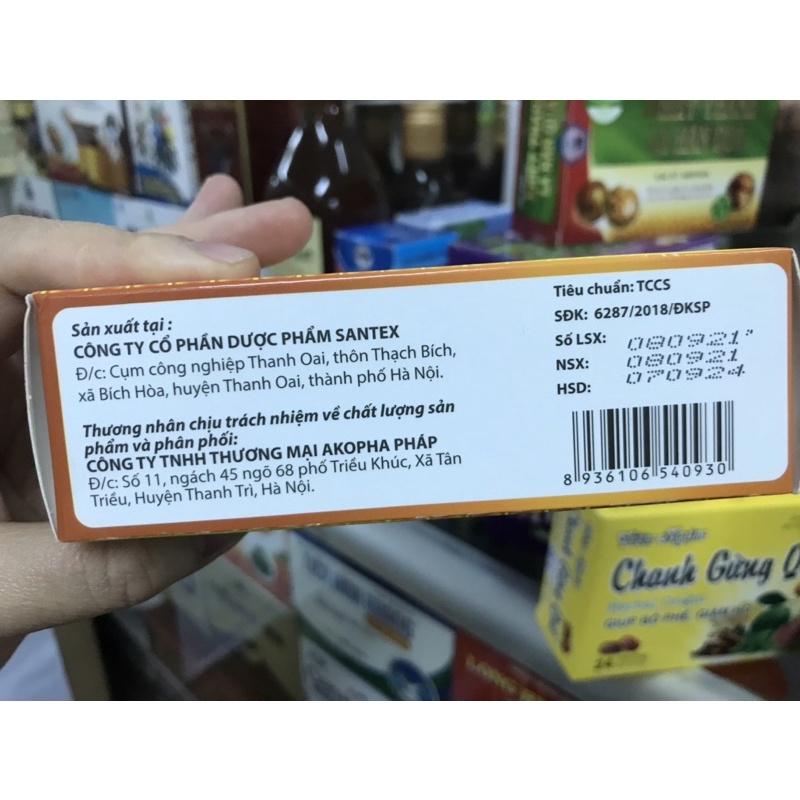 Sản xuất tại :
CÔNG TY CỔ PHẦN DƯỢC PHẨM SANTEX
Đ/c: Cụm công nghiệp Thanh Oai, thôn Thạch Bích,
xã Bích Hòa, huyện Thanh Oai, thành phố Hà Nội.
Thương nhân chịu trách nhiệm về chất lượng sản
phẩm và phân phối:
CÔNG TY TNHH THƯƠNG MẠI AKOPHA PHÁP
Đ/c: Số 11, ngách 45 ngõ 68 phố Triều Khúc, Xã Tân
Triều, Huyện Thanh Trì, Hà Nội.
Tiêu chuẩn: TCCS
SĐK: 6287/2018/ĐKSP
Số LSX: 080921
NSX: 080921
HSD: 070924
8 936106 540930
Chanh Gừng